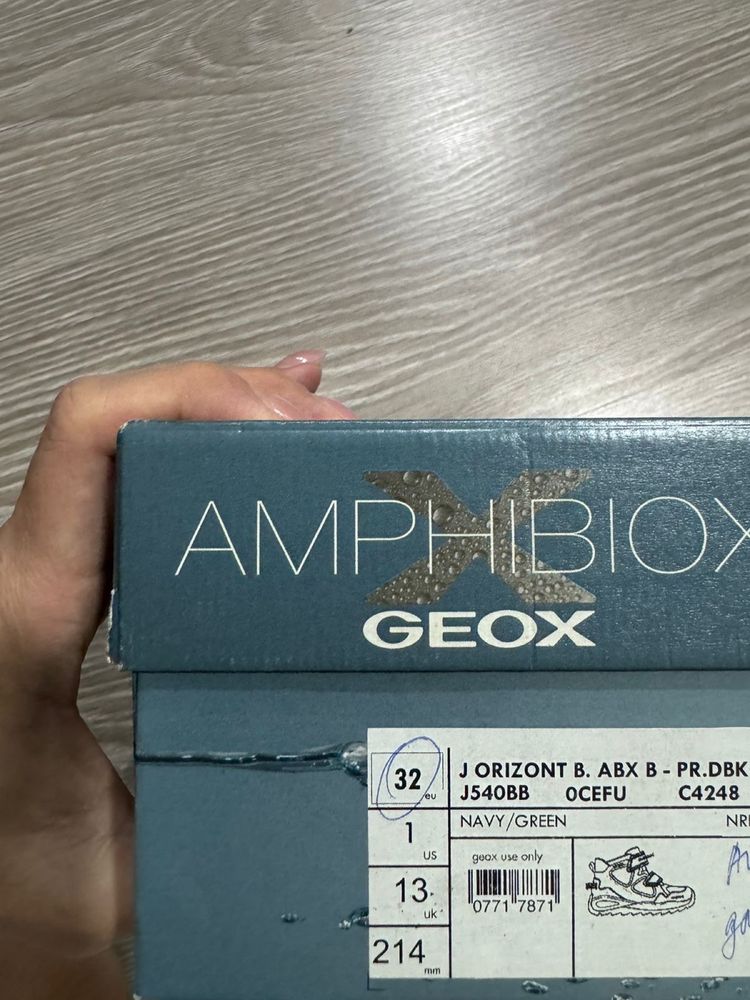 AMPHIBIOX
GEOX
32 eu
J ORIZONT B. ABX B - PR.DBK
J540BB 0CEFU C4248
NAVY/GREEN
1 US
geox use only
0771 7871
13 uk
214 mm